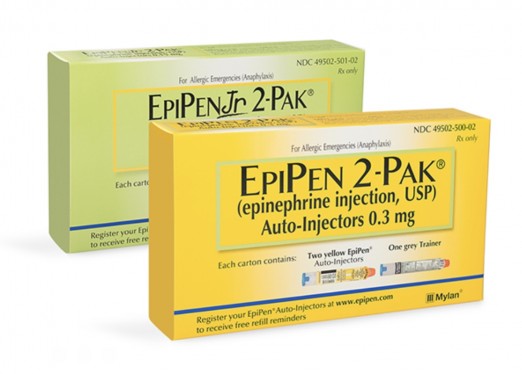 NDC 49502-501-02
Rx only
For Allergic Emergencies (Anaphylaxis)
EPIPEN Jr 2-PAK®
Each carton
Register your Epi
to receive free re
NDC 49502-500-02
Rx only
For Allergic Emergencies (Anaphylaxis)
EPIPEN 2-PAK®
(epinephrine injection, USP)
Auto-Injectors 0.3 mg
Each carton contains:
Two yellow EpiPen®
Auto-Injectors
One grey Trainer
Register your EpiPen® Auto-Injectors at www.epipen.com
to receive free refill reminders
Mylan®